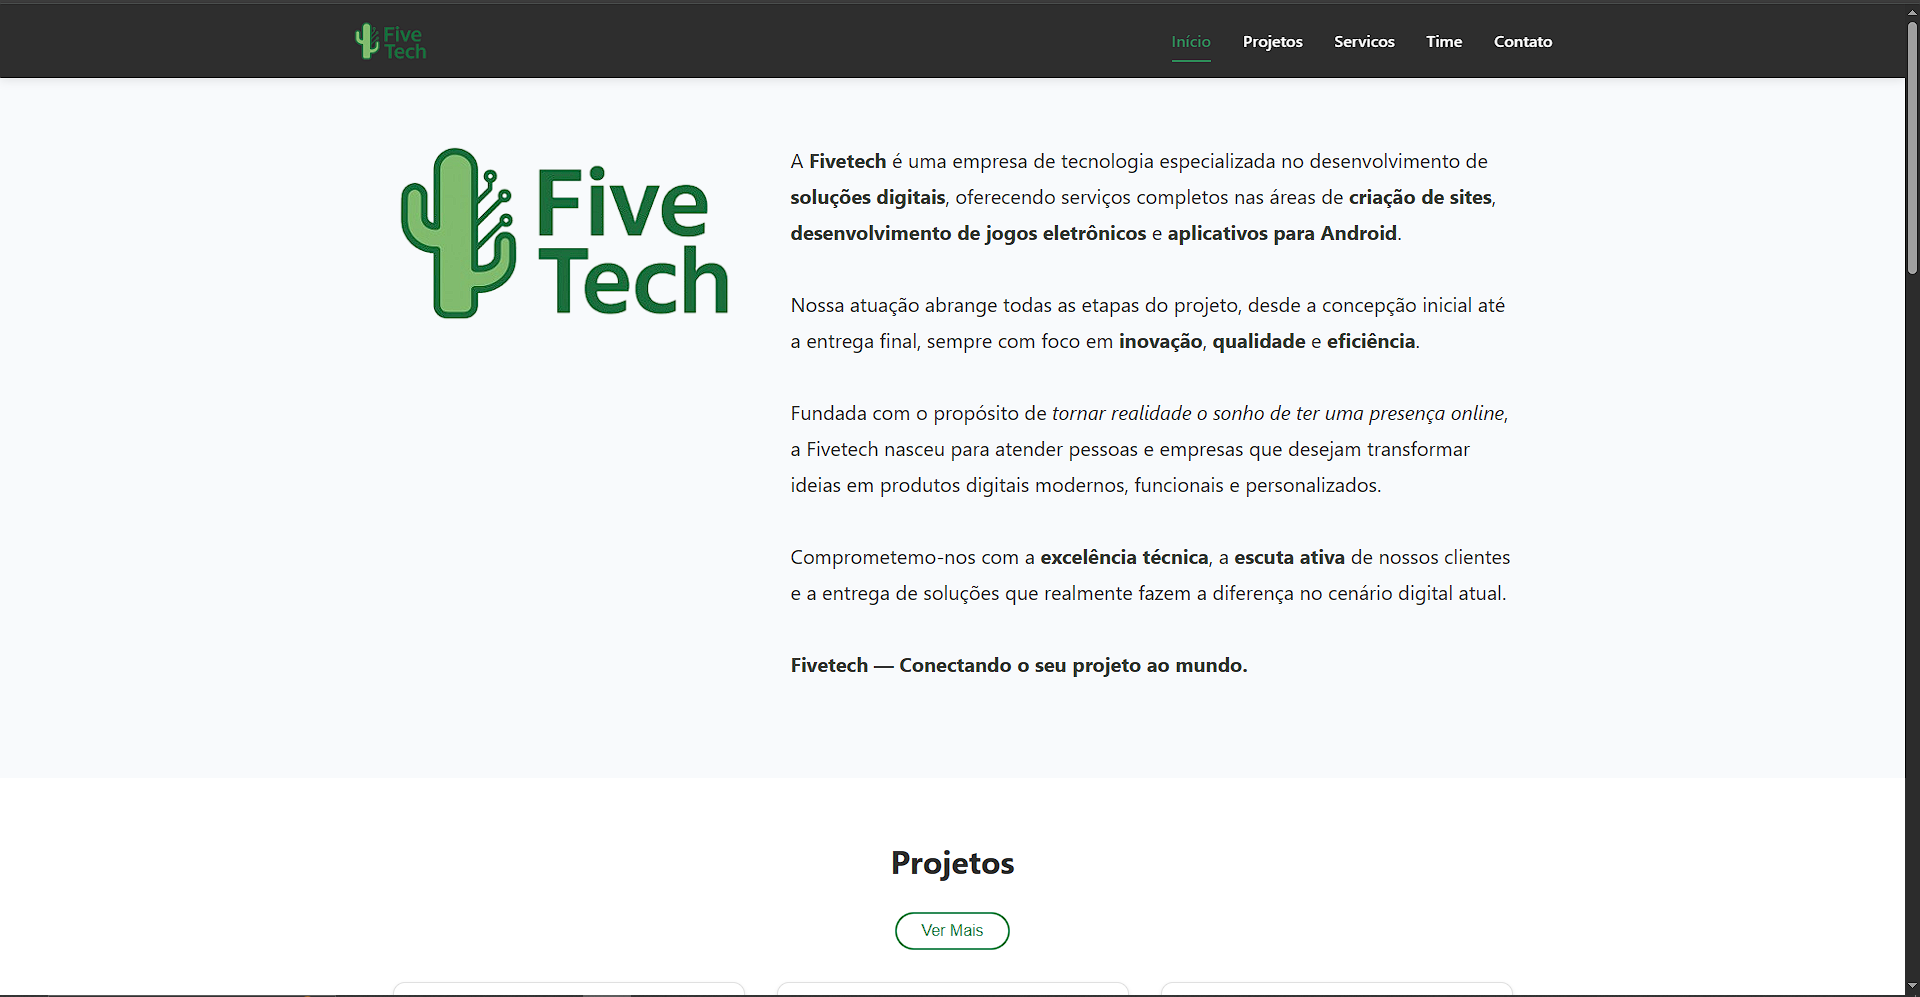 Five
Tech
Início
Projetos
Servicos
Time
Contato
Five
Tech
A Fivetech é uma empresa de tecnologia especializada no desenvolvimento de
soluções digitais, oferecendo serviços completos nas áreas de criação de sites,
desenvolvimento de jogos eletrônicos e aplicativos para Android.
Nossa atuação abrange todas as etapas do projeto, desde a concepção inicial até
a entrega final, sempre com foco em inovação, qualidade e eficiência.
Fundada com o propósito de tornar realidade o sonho de ter uma presença online,
a Fivetech nasceu para atender pessoas e empresas que desejam transformar
ideias em produtos digitais modernos, funcionais e personalizados.
Comprometemo-nos com a excelência técnica, a escuta ativa de nossos clientes
e a entrega de soluções que realmente fazem a diferença no cenário digital atual.
Fivetech — Conectando o seu projeto ao mundo.
Projetos
Ver Mais